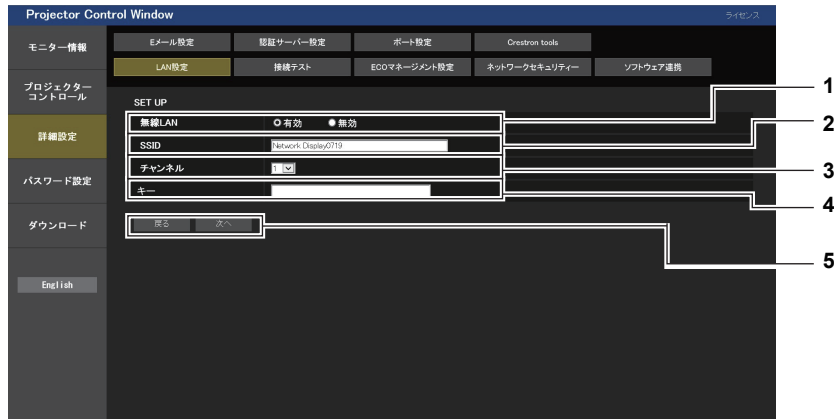 Projector Control Window
ライセンス
モニター情報
プロジェクター
コントロール
詳細設定
パスワード設定
ダウンロード
English
Eメール設定
認証サーバー設定
ポート設定
Crestron tools
LAN設定
接続テスト
ECOマネージメント設定
ネットワークセキュリティー
ソフトウェア連携
SET UP
無線LAN
有効
無効
SSID
Network Display0719
チャンネル
1
キー
戻る
次へ
1
2
3
4
5